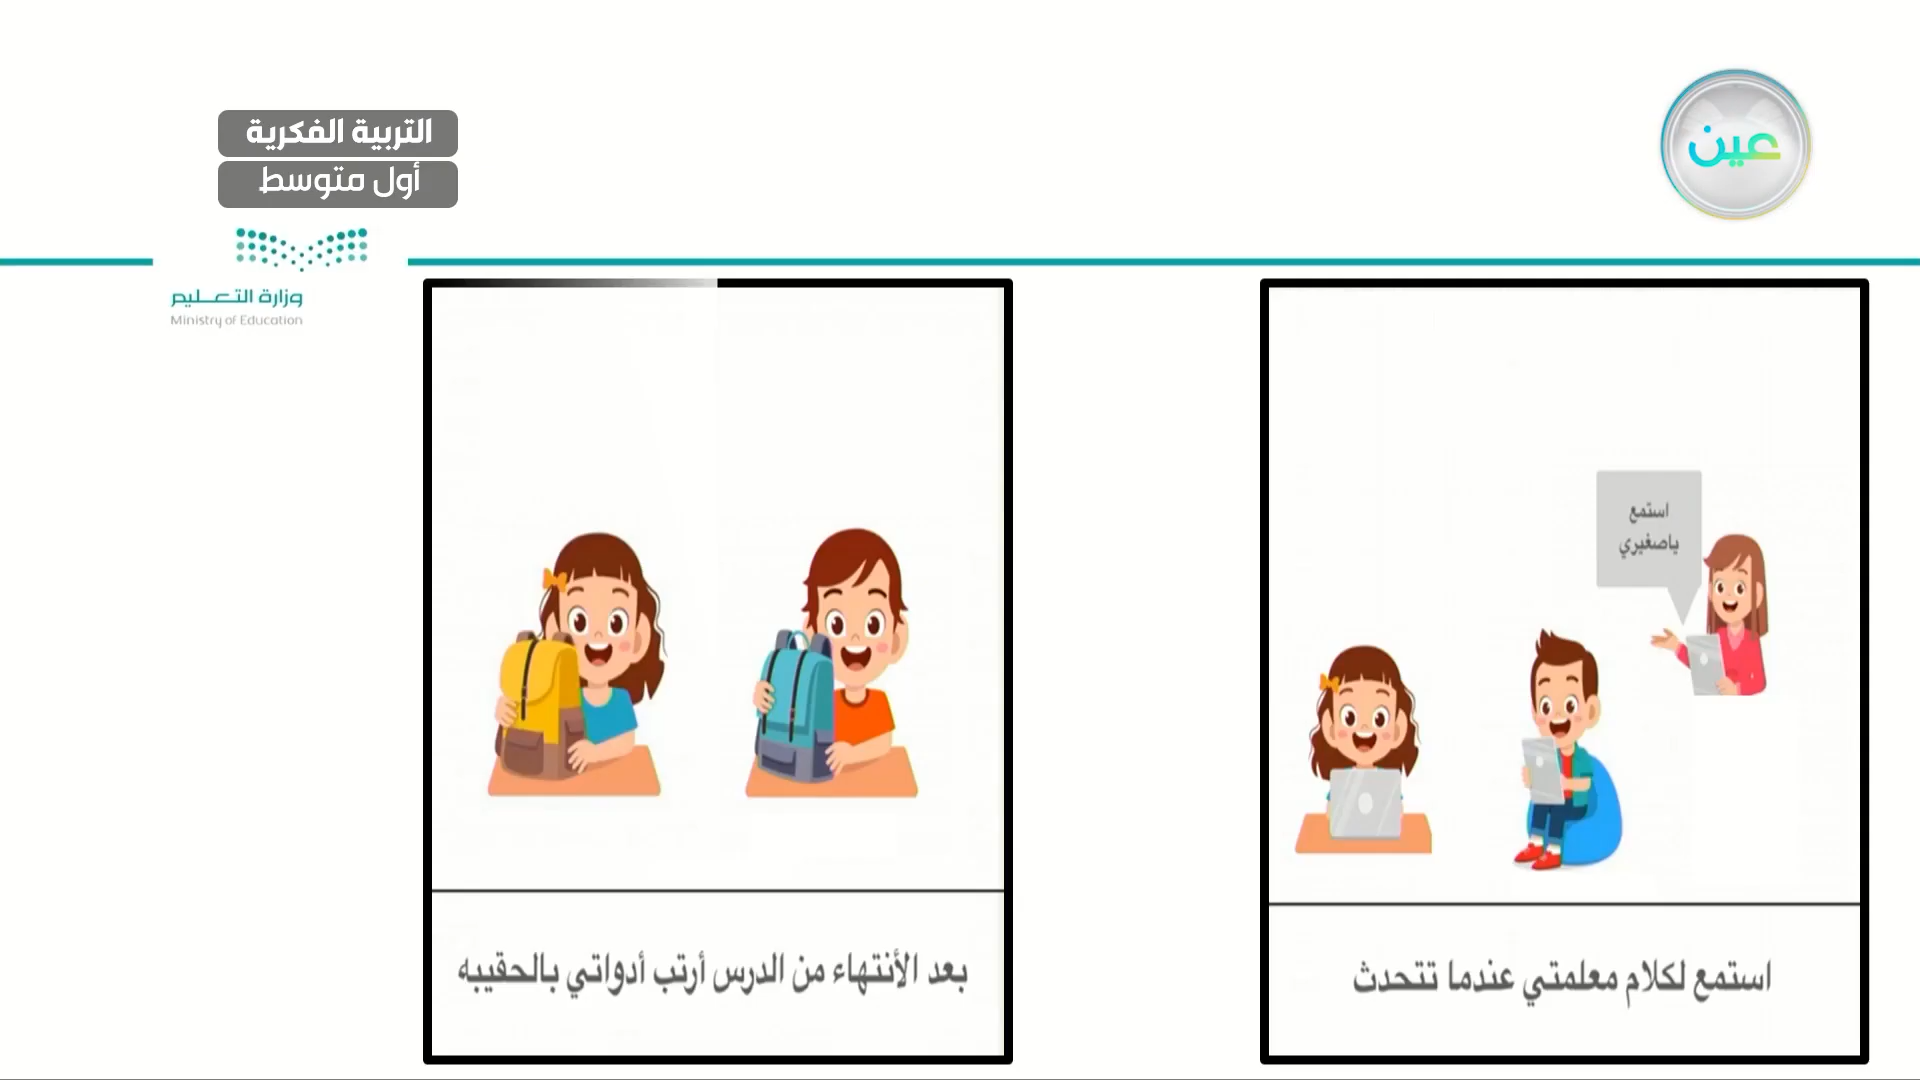 عين
التربية الفكرية
أول متوسط
وزارة التعـــليم
Ministry of Education
استمع
ياصغيري
استمع لكلام معلمتي عندما تتحدث
بعد الأنتهاء من الدرس أرتب أدواتي بالحقيبه